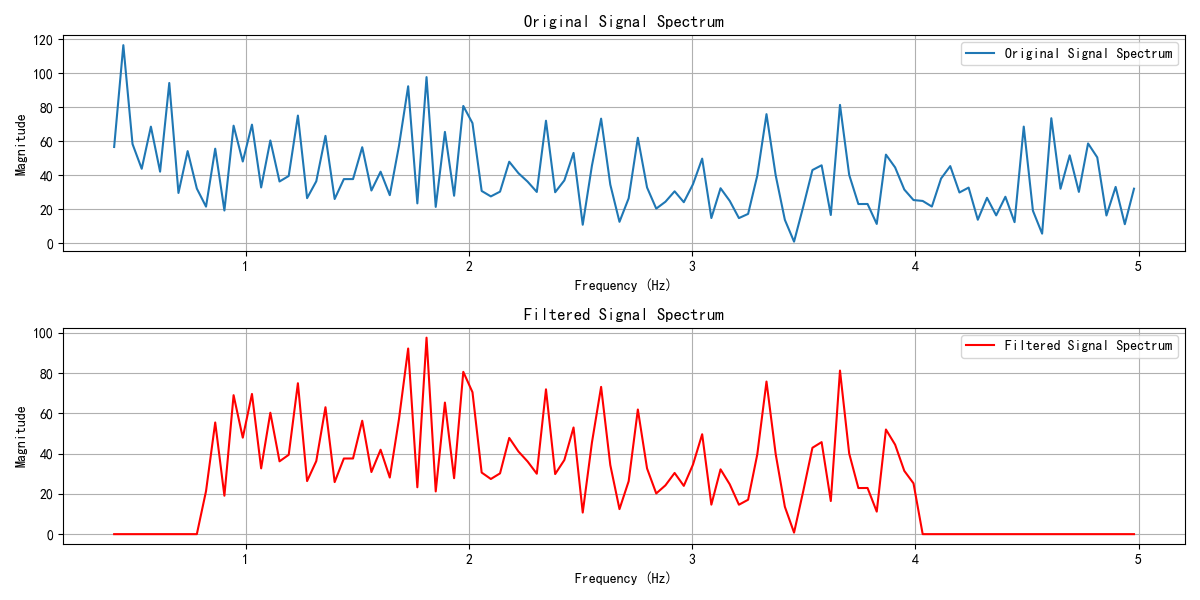 Original Signal Spectrum
120
100
80
60
40
20
0
Magnitude
Original Signal Spectrum
1 2 3 4 5
Frequency (Hz)
Filtered Signal Spectrum
100
80
60
40
20
0
Magnitude
Filtered Signal Spectrum
1 2 3 4 5
Frequency (Hz)